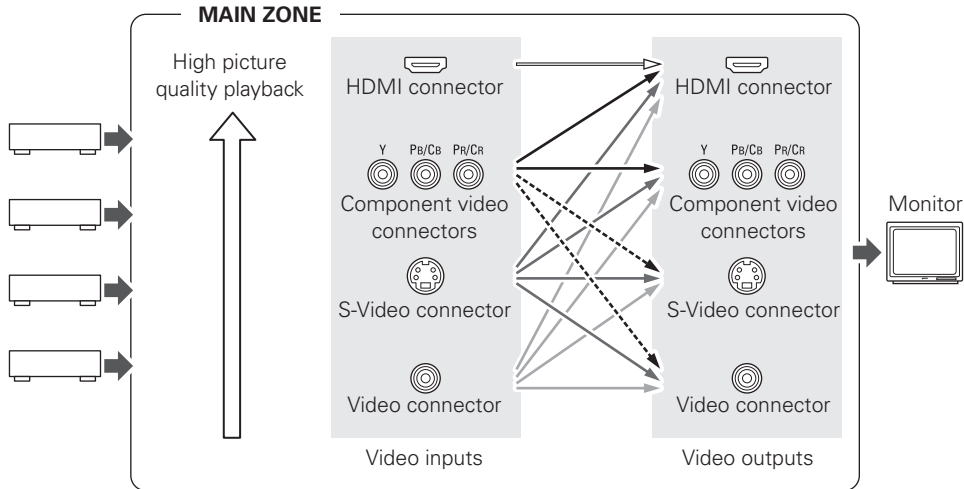 MAIN ZONE
High picture
quality playback
HDMI connector
Y PB/CB PR/CR
Component video
connectors
S-Video connector
Video connector
Video inputs
HDMI connector
Y PB/CB PR/CR
Component video
connectors
S-Video connector
Video connector
Video outputs
Monitor